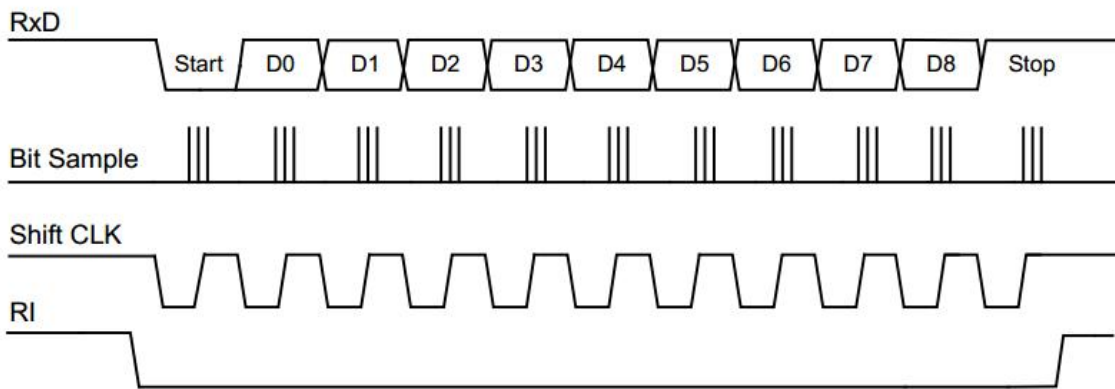 RxD
Start D0 D1 D2 D3 D4 D5 D6 D7 D8 Stop
Bit Sample
Shift CLK
RI